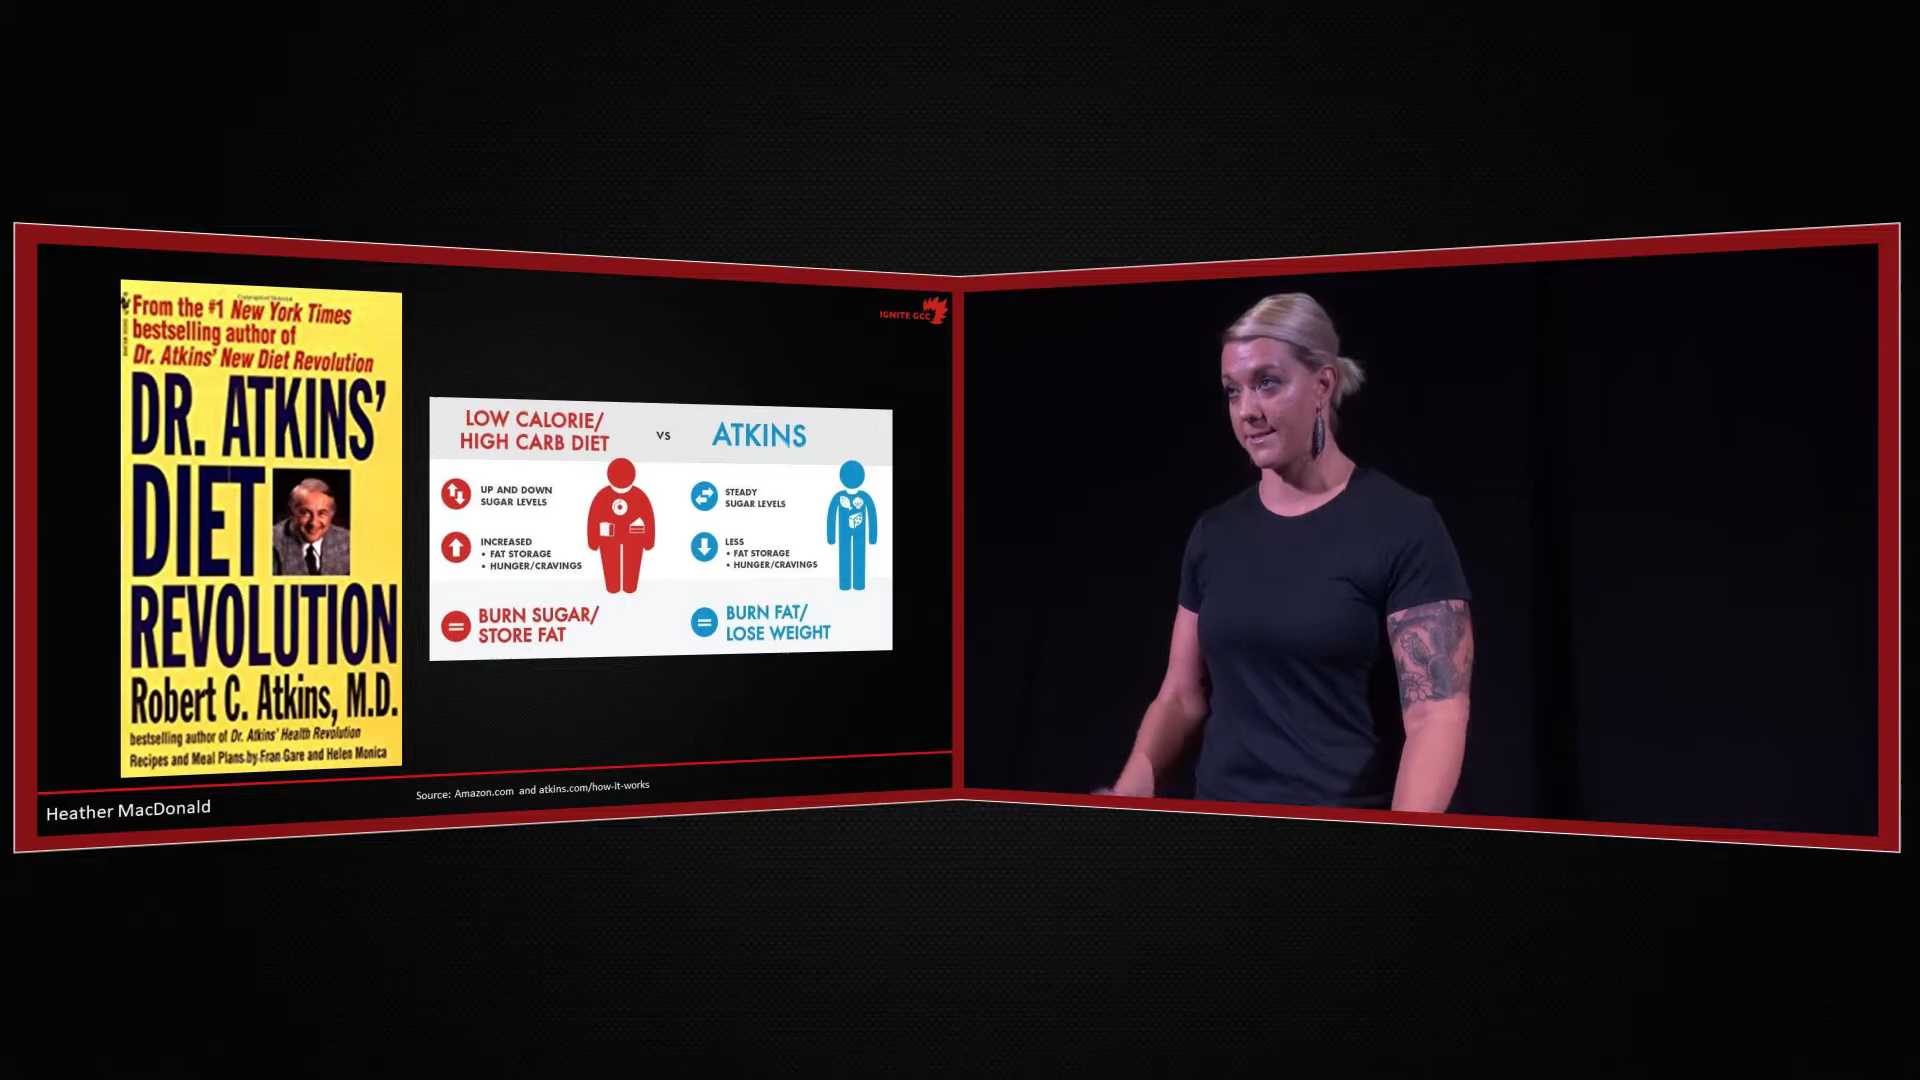 From the #1 New York Times
bestselling author of
Dr. Atkins' New Diet Revolution
DR. ATKINS'
DIET
REVOLUTION
Robert C. Atkins, M.D.
bestselling author of Dr. Atkins' Health Revolution
Recipes and Meal Plans by Fran Gare and Helen Monica
IGNITE GCC
LOW CALORIE/
HIGH CARB DIET
VS
ATKINS
UP AND DOWN
SUGAR LEVELS
INCREASED
• FAT STORAGE
• HUNGER/CRAVINGS
BURN SUGAR/
STORE FAT
STEADY
SUGAR LEVELS
LESS
• FAT STORAGE
• HUNGER/CRAVINGS
BURN FAT/
LOSE WEIGHT
Source: Amazon.com and atkins.com/how-it-works
Heather MacDonald